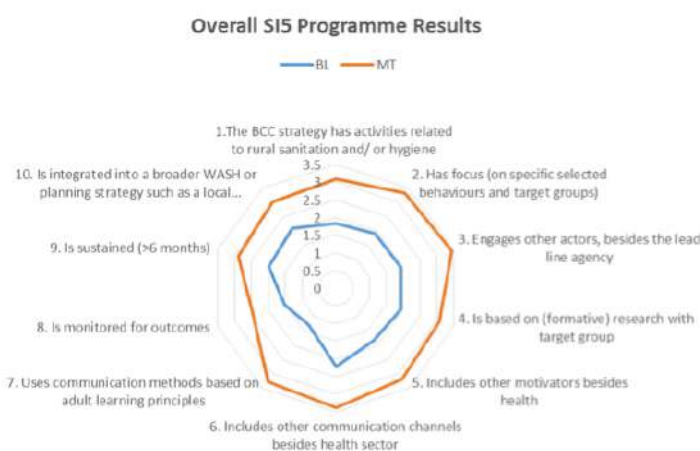 Overall SI5 Programme Results
BL
MT
1.The BCC strategy has activities related
to rural sanitation and/ or hygiene
2. Has focus (on specific selected
behaviours and target groups)
3. Engages other actors, besides the lead
line agency
4. Is based on (formative) research with
target group
5. Includes other motivators besides
health
6. Includes other communication channels
besides health sector
7. Uses communication methods based on
adult learning principles
8. Is monitored for outcomes
9. Is sustained (>6 months)
10. Is integrated into a broader WASH or
planning strategy such as a local...
3.5
3
2.5
2
1.5
1
0.5
0